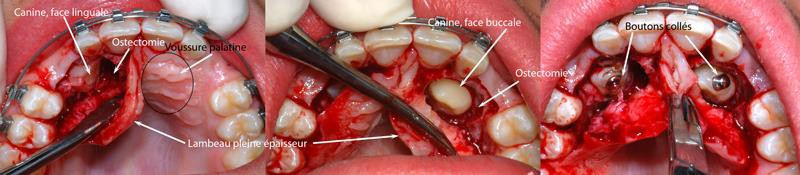 Canine, face linguale
Ostectomie
Voussure palatine
Canine, face buccale
Ostectomie
Boutons collés
Lambeau pleine épaisseur